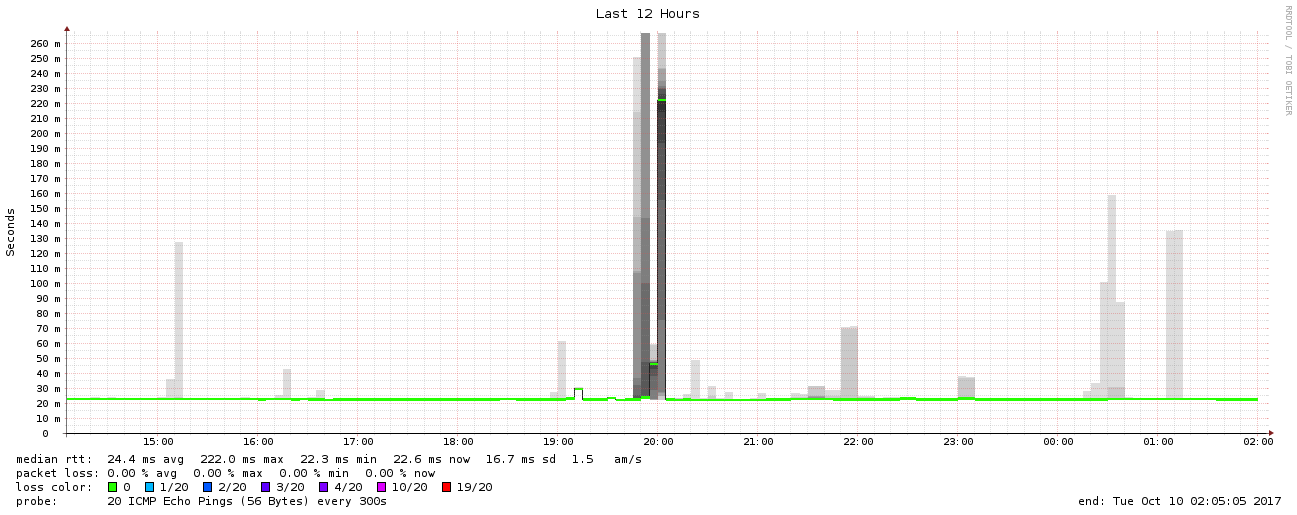 Last 12 Hours
RRDTOOL / TOBI OETIKER
Seconds
260 m
250 m
240 m
230 m
220 m
210 m
200 m
190 m
180 m
170 m
160 m
150 m
140 m
130 m
120 m
110 m
100 m
90 m
80 m
70 m
60 m
50 m
40 m
30 m
20 m
10 m
0
15:00 16:00 17:00 18:00 19:00 20:00 21:00 22:00 23:00 00:00 01:00 02:00
median rtt: 24.4 ms avg 222.0 ms max 22.3 ms min 22.6 ms now 16.7 ms sd 1.5 am/s
packet loss: 0.00 % avg 0.00 % max 0.00 % min 0.00 % now
loss color: 0 1/20 2/20 3/20 4/20 10/20 19/20
probe: 20 ICMP Echo Pings (56 Bytes) every 300s end: Tue Oct 10 02:05:05 2017